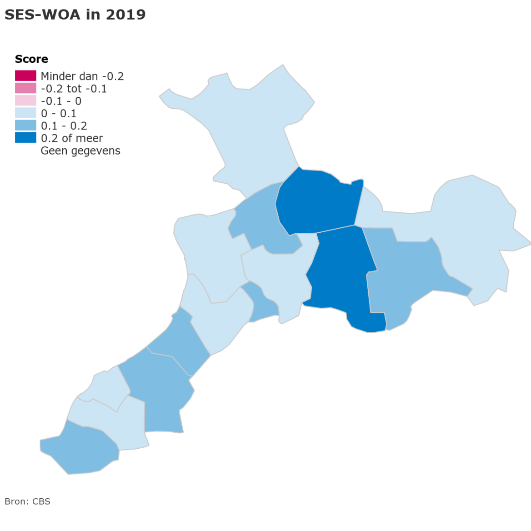 SES-WOA in 2019
Score
Minder dan -0.2
-0.2 tot -0.1
-0.1 - 0
0 - 0.1
0.1 - 0.2
0.2 of meer
Geen gegevens
Bron: CBS